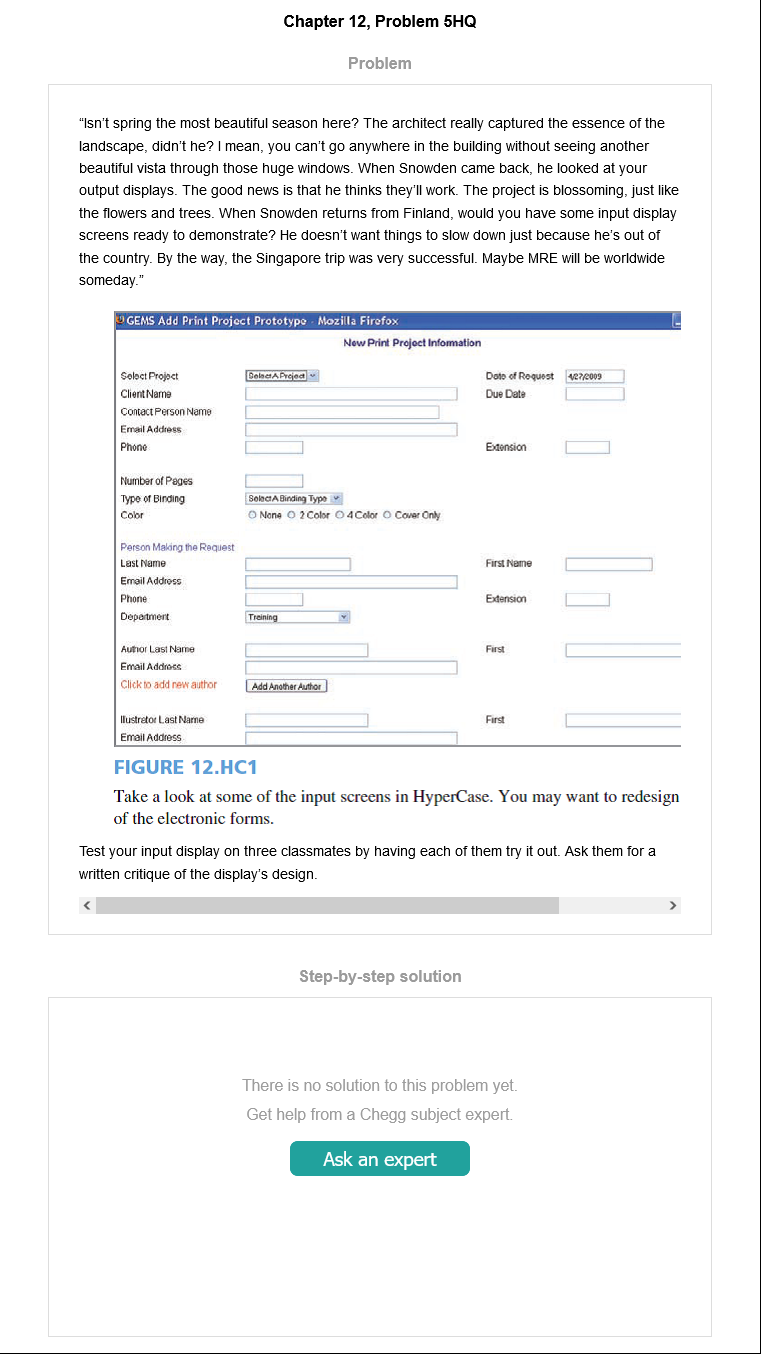 Chapter 12, Problem 5HQ
Problem
“Isn’t spring the most beautiful season here? The architect really captured the essence of the
landscape, didn’t he? I mean, you can’t go anywhere in the building without seeing another
beautiful vista through those huge windows. When Snowden came back, he looked at your
output displays. The good news is that he thinks they’ll work. The project is blossoming, just like
the flowers and trees. When Snowden returns from Finland, would you have some input display
screens ready to demonstrate? He doesn’t want things to slow down just because he’s out of
the country. By the way, the Singapore trip was very successful. Maybe MRE will be worldwide
someday.”
GEMS Add Print Project Prototype - Mozilla Firefox
New Print Project Information
Select Project Select A Project Date of Request 4/27/2009
Client Name Due Date
Contact Person Name
Email Address
Phone Extension
Number of Pages
Type of Binding Select A Binding Type
Color None 2 Color 4 Color Cover Only
Person Making the Request
Last Name First Name
Email Address
Phone Extension
Department Training
Author Last Name First
Email Address
Click to add new author Add Another Author
Illustrator Last Name First
Email Address
FIGURE 12.HC1
Take a look at some of the input screens in HyperCase. You may want to redesign
of the electronic forms.
Test your input display on three classmates by having each of them try it out. Ask them for a
written critique of the display’s design.
Step-by-step solution
There is no solution to this problem yet.
Get help from a Chegg subject expert.
Ask an expert